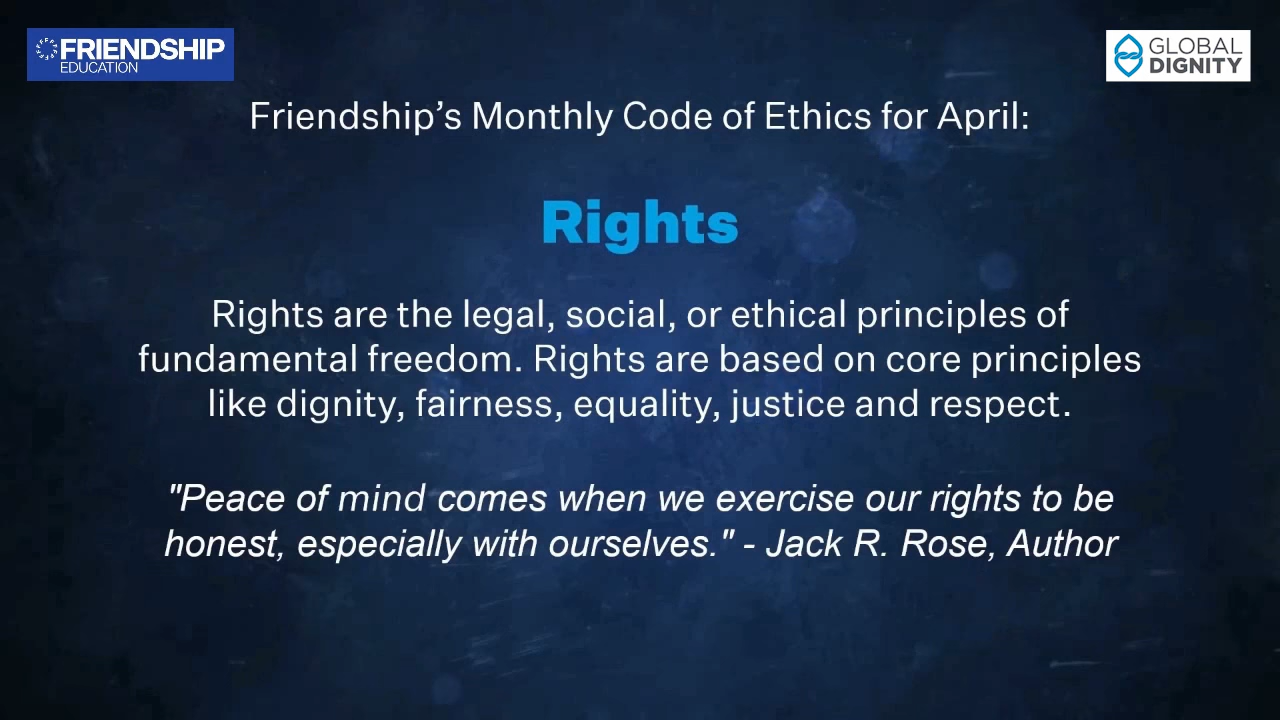 FRIENDSHIP
EDUCATION
GLOBAL
DIGNITY
Friendship’s Monthly Code of Ethics for April:
Rights
Rights are the legal, social, or ethical principles of
fundamental freedom. Rights are based on core principles
like dignity, fairness, equality, justice and respect.
"Peace of mind comes when we exercise our rights to be
honest, especially with ourselves." - Jack R. Rose, Author